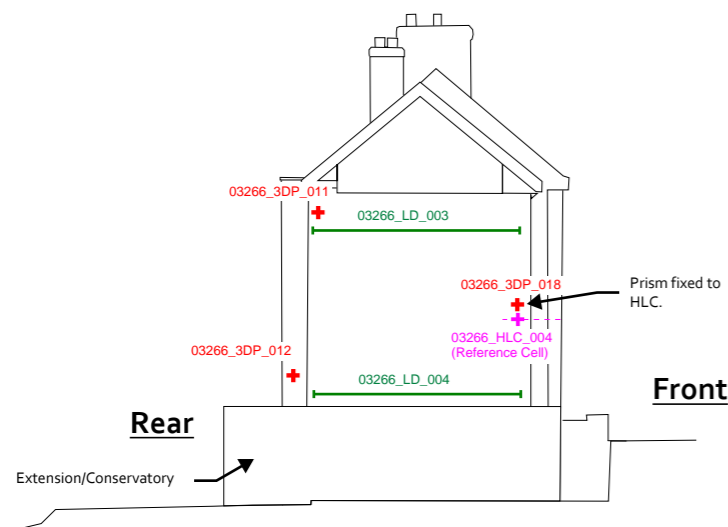 03266_3DP_011
03266_LD_003
03266_3DP_018
Prism fixed to
HLC.
03266_HLC_004
(Reference Cell)
03266_3DP_012
03266_LD_004
Front
Rear
Extension/Conservatory